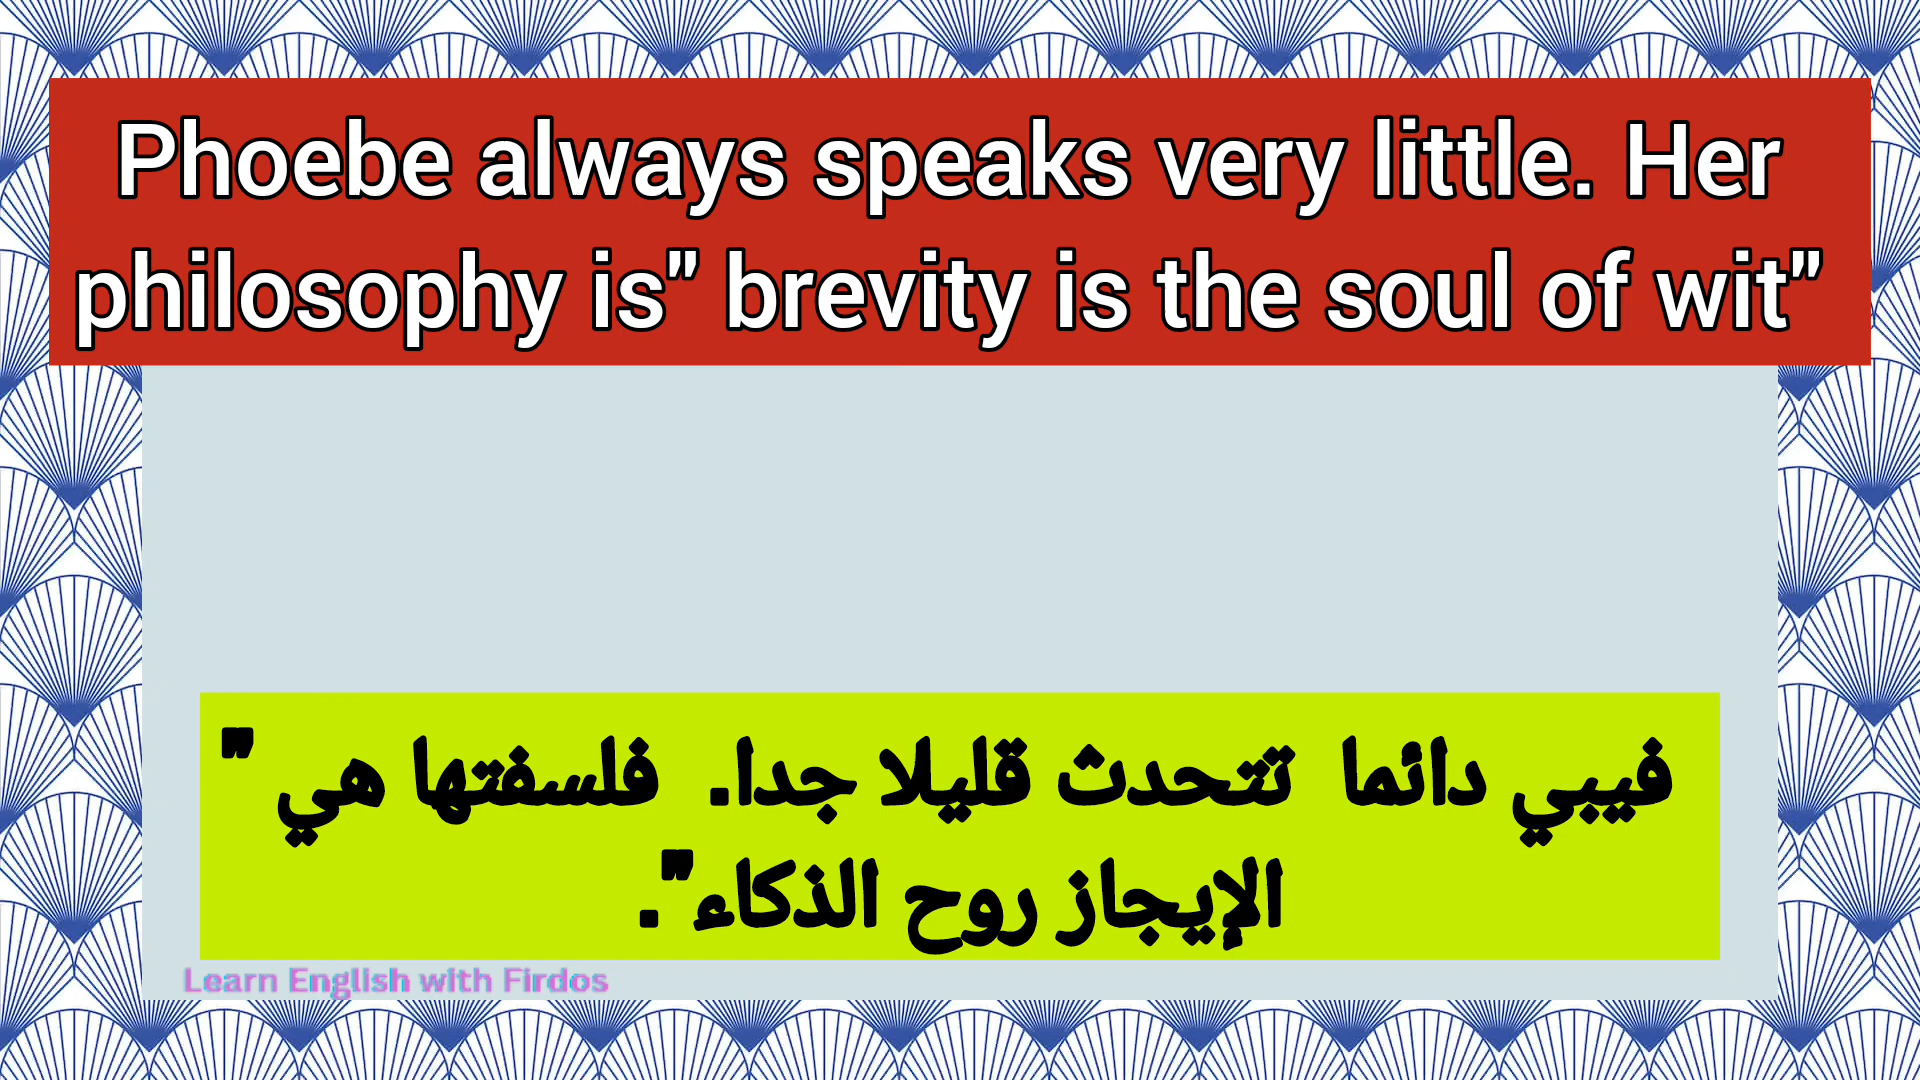 Phoebe always speaks very little. Her
philosophy is" brevity is the soul of wit"
فيبي دائما  تتحدث قليلا جدا.  فلسفتها هي "
الإيجاز روح الذكاء".
Learn English with Firdos